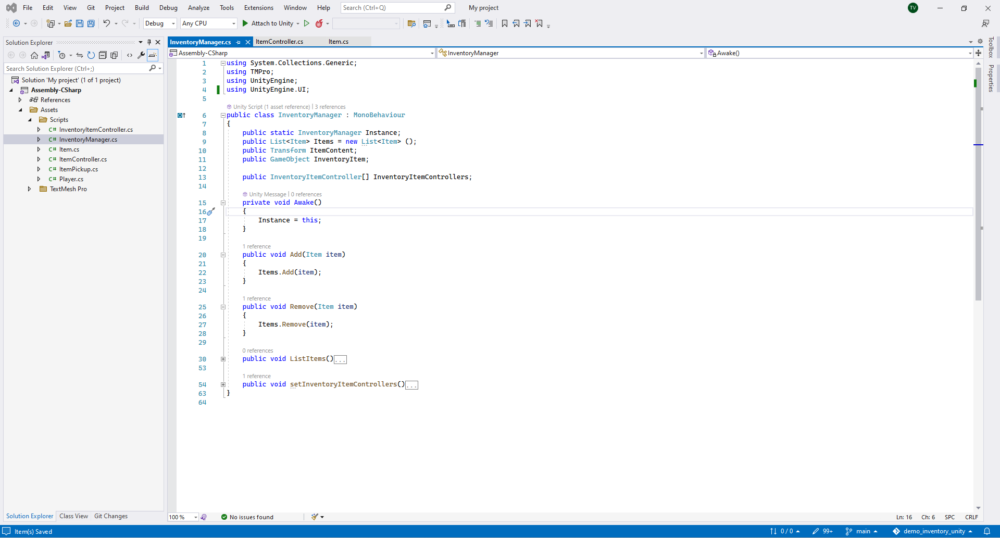 File Edit View Git Project Build Debug Analyze Tools Extensions Window Help Search (Ctrl+Q) My project TV
Debug Any CPU Attach to Unity
Solution Explorer
Search Solution Explorer (Ctrl+;)
Solution 'My project' (1 of 1 project)
Assembly-CSharp
References
Assets
Scripts
C# InventoryItemController.cs
C# InventoryManager.cs
C# Item.cs
C# ItemController.cs
C# ItemPickup.cs
C# Player.cs
TextMesh Pro
Solution Explorer Class View Git Changes
InventoryManager.cs ItemController.cs Item.cs
Assembly-CSharp InventoryManager Awake()
1 using System.Collections.Generic;
2 using TMPro;
3 using UnityEngine;
4 using UnityEngine.UI;
5
Unity Script (1 asset reference) | 3 references
6 public class InventoryManager : MonoBehaviour
7 {
8 public static InventoryManager Instance;
9 public List<Item> Items = new List<Item> ();
10 public Transform ItemContent;
11 public GameObject InventoryItem;
12
13 public InventoryItemController[] InventoryItemControllers;
14
Unity Message | 0 references
15 private void Awake()
16 {
17 Instance = this;
18 }
19
1 reference
20 public void Add(Item item)
21 {
22 Items.Add(item);
23 }
24
1 reference
25 public void Remove(Item item)
26 {
27 Items.Remove(item);
28 }
29
0 references
30 public void ListItems()...
53
1 reference
54 public void setInventoryItemControllers()...
63 }
64
100 % No issues found Ln: 16 Ch: 6 SPC CRLF
Toolbox
Properties
Item(s) Saved 0 / 0 99+ main demo_inventory_unity